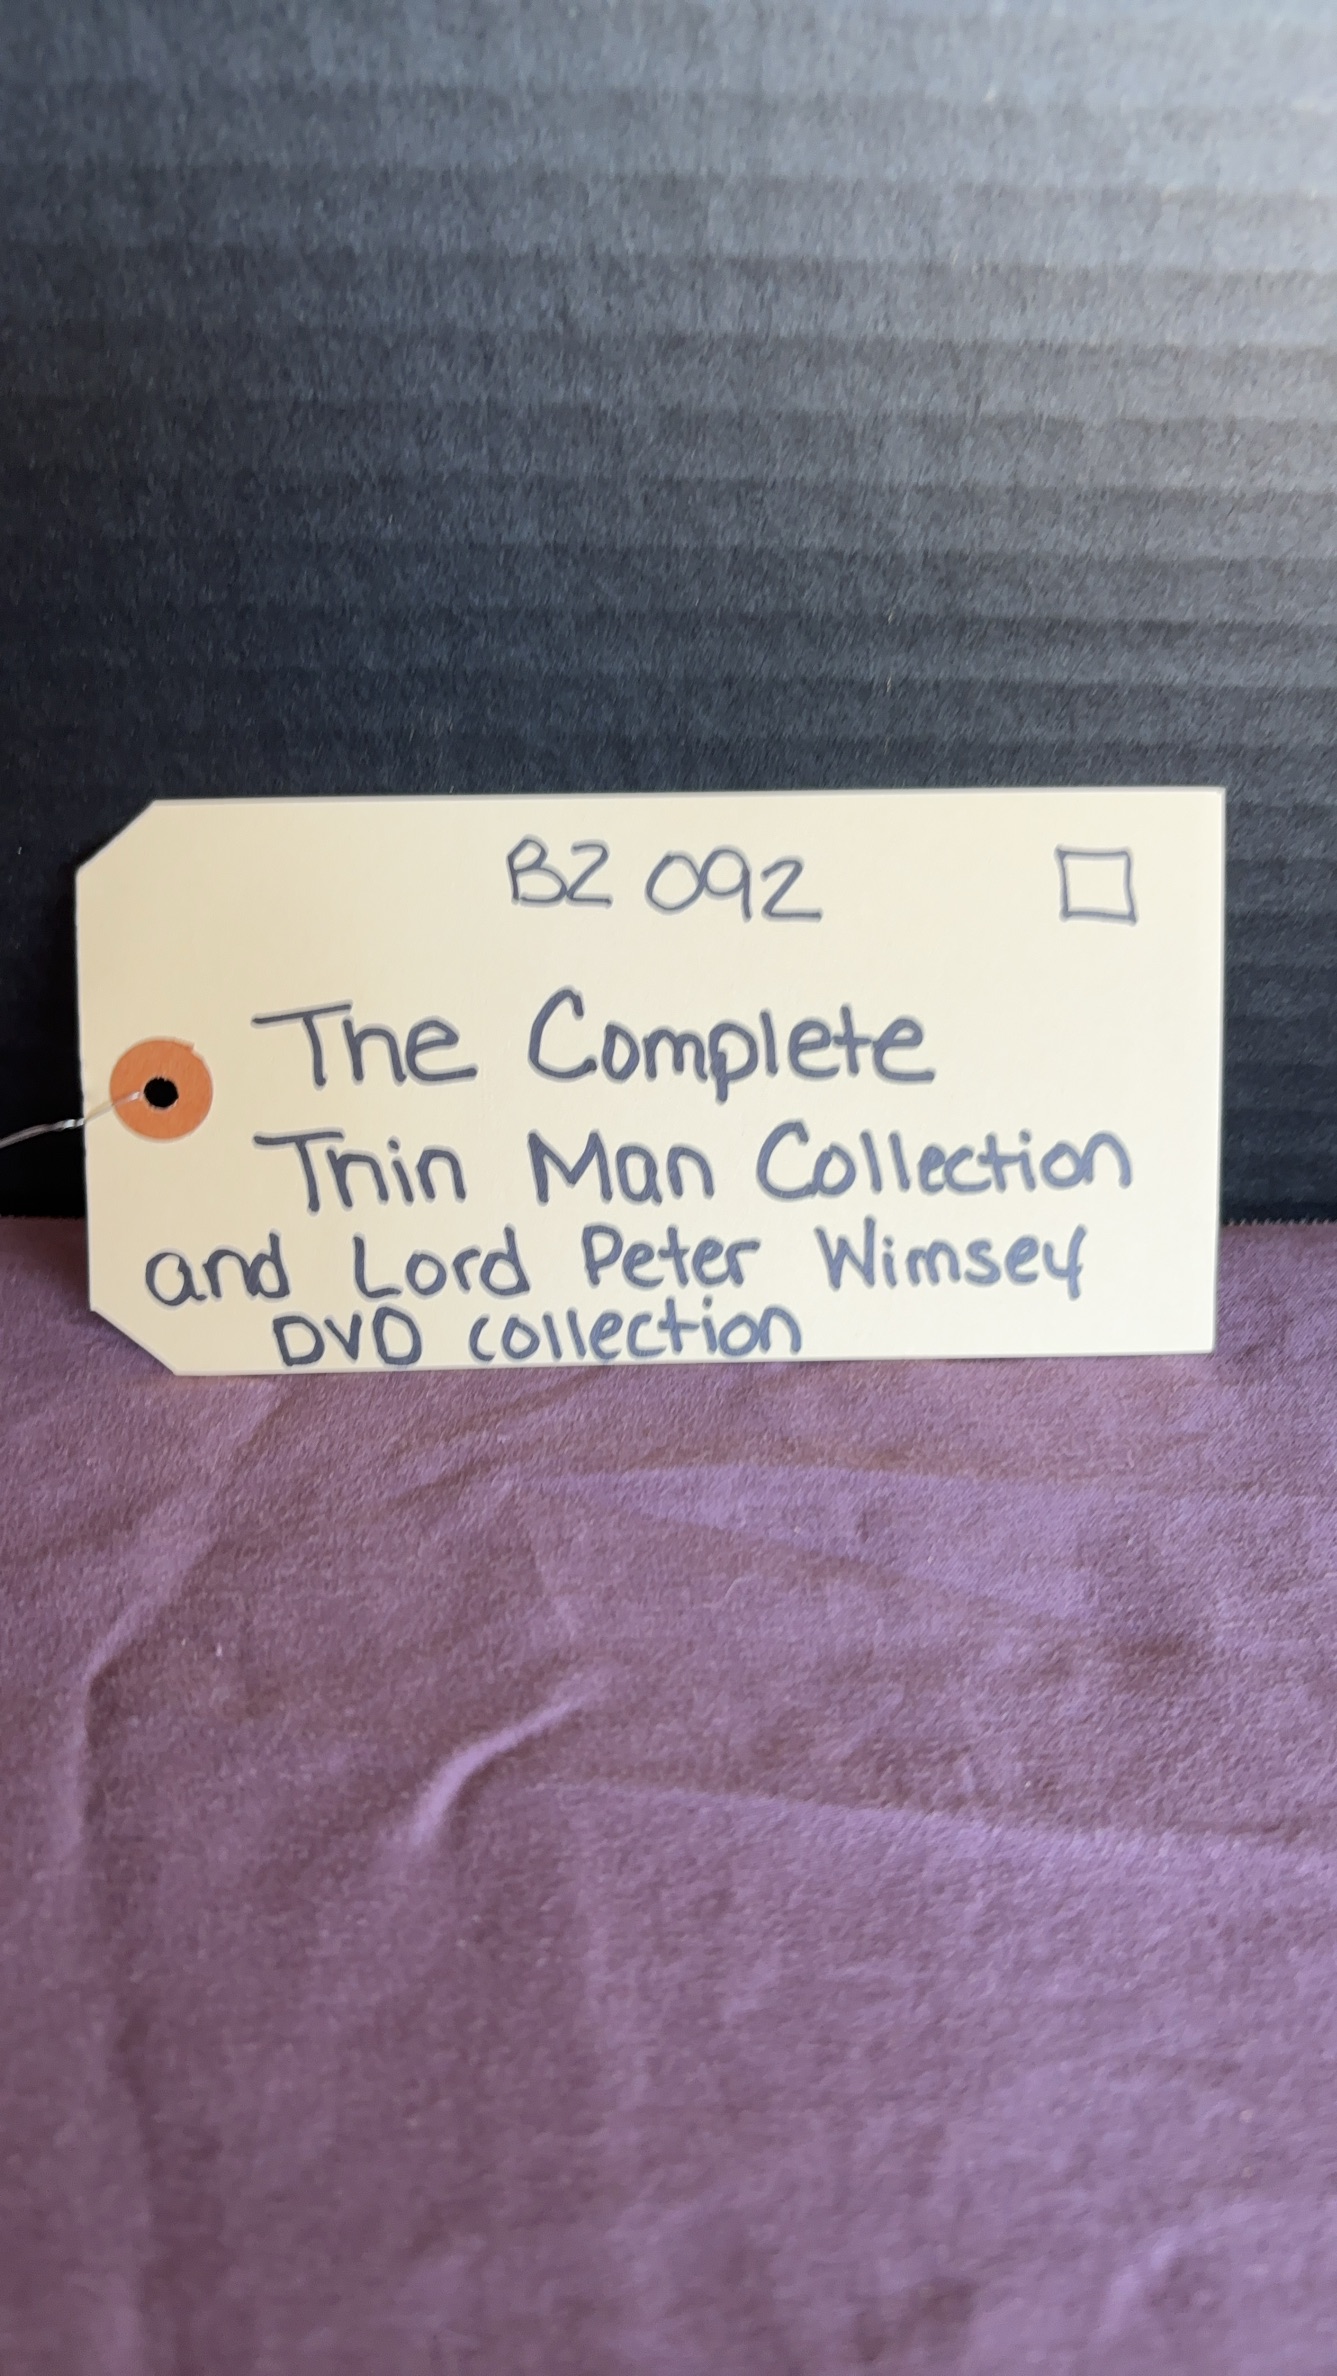 BZ 092
The Complete
Thin Man Collection
and Lord Peter Wimsey
DVD collection